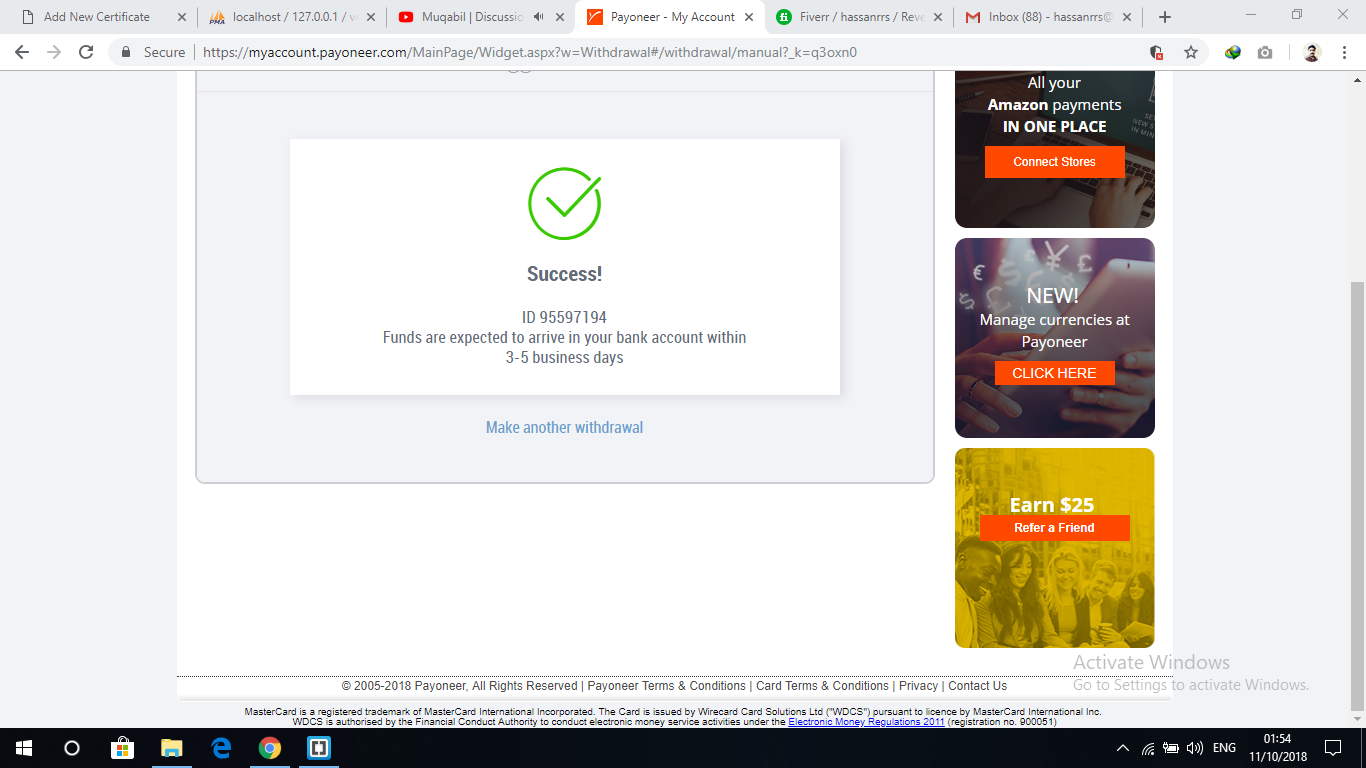 Add New Certificate
localhost / 127.0.0.1 / v
Muqabil | Discussio
Payoneer - My Account
Fiverr / hassanrrs / Reve
Inbox (88) - hassanrrs@
Secure | https://myaccount.payoneer.com/MainPage/Widget.aspx?w=Withdrawal#/withdrawal/manual?_k=q3oxn0
Success!
ID 95597194
Funds are expected to arrive in your bank account within
3-5 business days
Make another withdrawal
All your
Amazon payments
IN ONE PLACE
Connect Stores
NEW!
Manage currencies at
Payoneer
CLICK HERE
Earn $25
Refer a Friend
Activate Windows
Go to Settings to activate Windows.
© 2005-2018 Payoneer, All Rights Reserved | Payoneer Terms & Conditions | Card Terms & Conditions | Privacy | Contact Us
MasterCard is a registered trademark of MasterCard International Incorporated. The Card is issued by Wirecard Card Solutions Ltd ("WDCS") pursuant to licence by MasterCard International Inc.
WDCS is authorised by the Financial Conduct Authority to conduct electronic money service activities under the Electronic Money Regulations 2011 (registration no. 900051)
ENG
01:54
11/10/2018